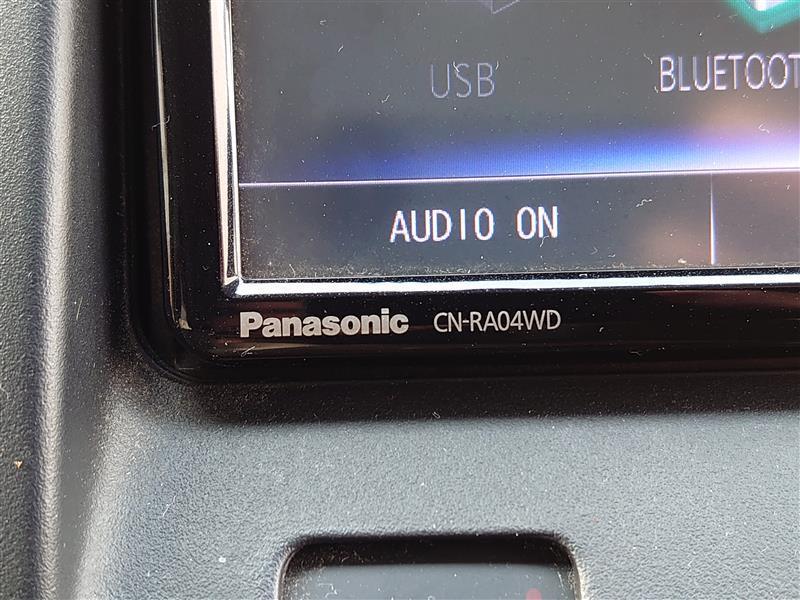 USB
BLUETOOT
AUDIO ON
Panasonic CN-RA04WD